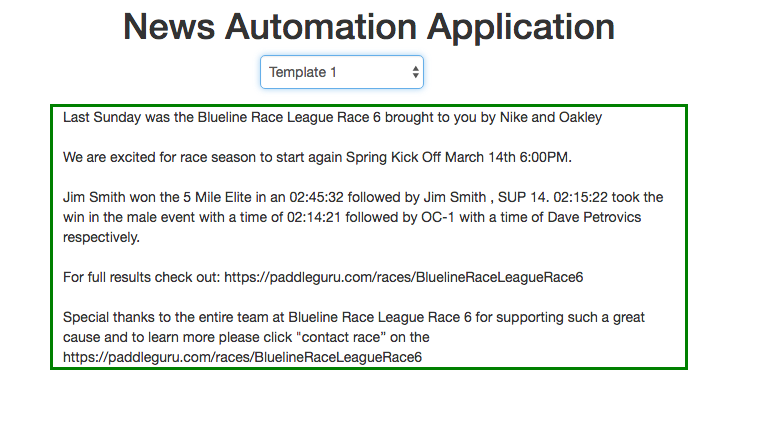 News Automation Application
Template 1
Last Sunday was the Blueline Race League Race 6 brought to you by Nike and Oakley
We are excited for race season to start again Spring Kick Off March 14th 6:00PM.
Jim Smith won the 5 Mile Elite in an 02:45:32 followed by Jim Smith , SUP 14. 02:15:22 took the
win in the male event with a time of 02:14:21 followed by OC-1 with a time of Dave Petrovics
respectively.
For full results check out: https://paddleguru.com/races/BluelineRaceLeagueRace6
Special thanks to the entire team at Blueline Race League Race 6 for supporting such a great
cause and to learn more please click "contact race” on the
https://paddleguru.com/races/BluelineRaceLeagueRace6